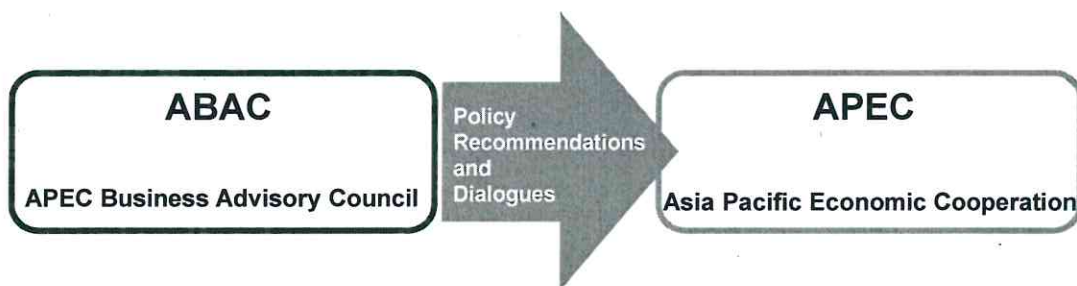 ABAC
APEC Business Advisory Council
Policy
Recommendations
and
Dialogues
APEC
Asia Pacific Economic Cooperation